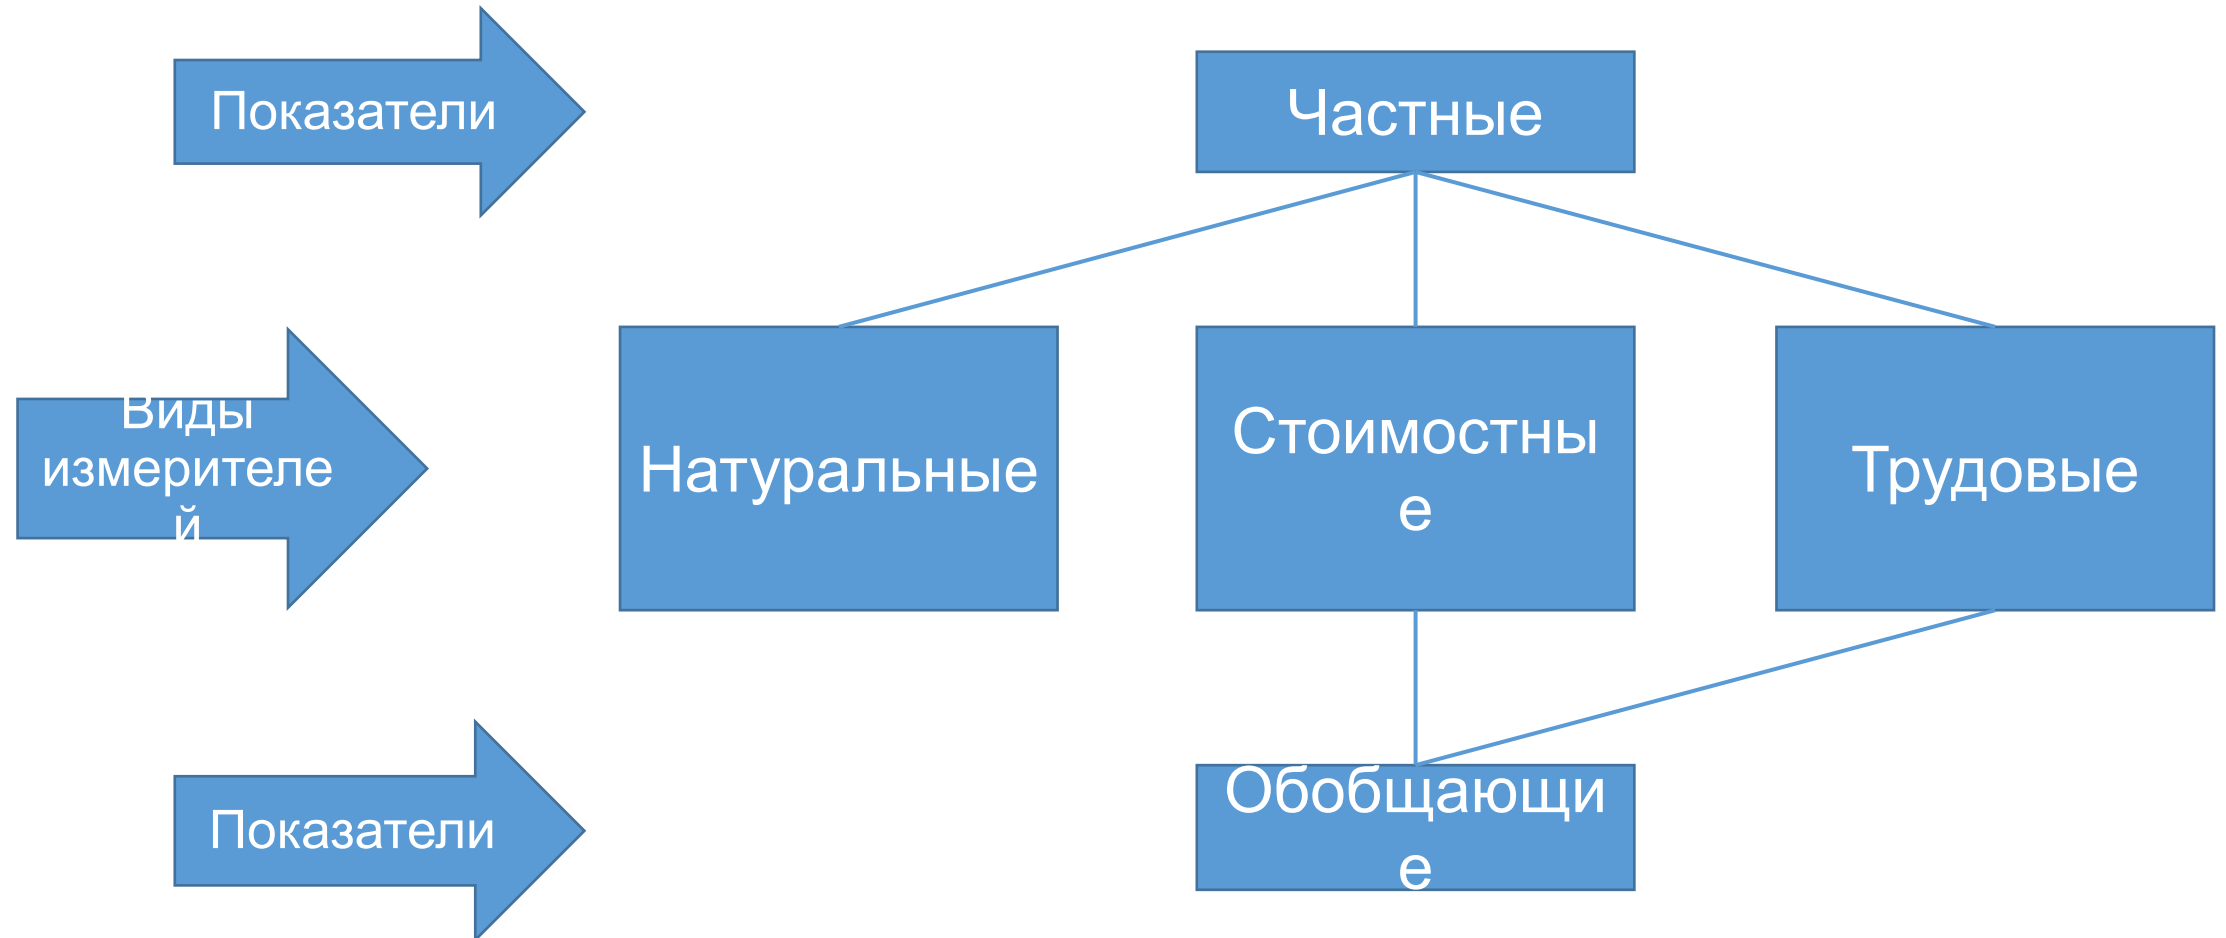 Показатели
Частные
Виды
измерителе
й
Натуральные
Стоимостны
е
Трудовые
Показатели
Обобщающи
е